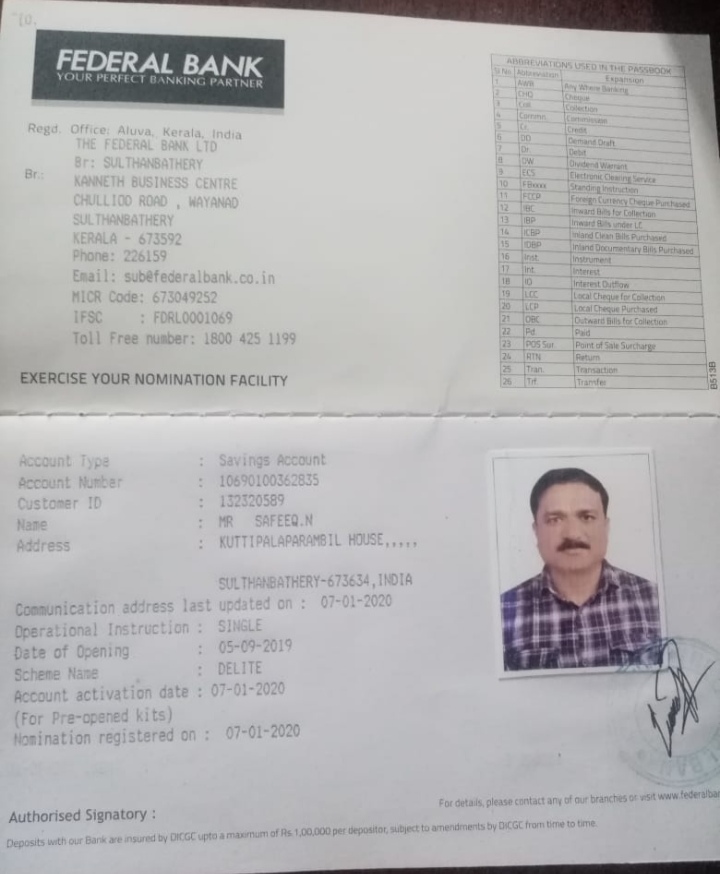 FEDERAL BANK
YOUR PERFECT BANKING PARTNER
Regd. Office: Aluva, Kerala, India
THE FEDERAL BANK LTD
Br.: Br: SULTHANBATHERY
KANNETH BUSINESS CENTRE
CHULLIOD ROAD , WAYANAD
SULTHANBATHERY
KERALA - 673592
Phone: 226159
Email: sub@federalbank.co.in
MICR Code: 673049252
IFSC : FDRL0001069
Toll Free number: 1800 425 1199
EXERCISE YOUR NOMINATION FACILITY
ABBREVIATIONS USED IN THE PASSBOOK
Sl No. Abbreviation Expansion
1 AWB Any Where Banking
2 CHQ Cheque
3 Coll. Collection
4 Commn. Commission
5 Cr. Credit
6 DD Demand Draft
7 Dr. Debit
8 DW Dividend Warrant
9 ECS Electronic Clearing Service
10 FBxxxx Standing Instruction
11 FCCP Foreign Currency Cheque Purchased
12 IBC Inward Bills for Collection
13 IBP Inward Bills under LC
14 ICBP Inland Clean Bills Purchased
15 IDBP Inland Documentary Bills Purchased
16 Inst. Instrument
17 Int. Interest
18 IO Interest Outflow
19 LCC Local Cheque for Collection
20 LCP Local Cheque Purchased
21 OBC Outward Bills for Collection
22 Pd. Paid
23 POS Sur. Point of Sale Surcharge
24 RTN Return
25 Tran. Transaction
26 Trf. Transfer
B513B
Account Type : Savings Account
Account Number : 10690100362835
Customer ID : 132320589
Name : MR SAFEEQ.N
Address : KUTTIPALAPARAMBIL HOUSE,,,,,
SULTHANBATHERY-673634,INDIA
Communication address last updated on : 07-01-2020
Operational Instruction : SINGLE
Date of Opening : 05-09-2019
Scheme Name : DELITE
Account activation date : 07-01-2020
(For Pre-opened kits)
Nomination registered on : 07-01-2020
Authorised Signatory :
For details, please contact any of our branches or visit www.federalban
Deposits with our Bank are insured by DICGC upto a maximum of Rs.1,00,000 per depositor, subject to amendments by DICGC from time to time.